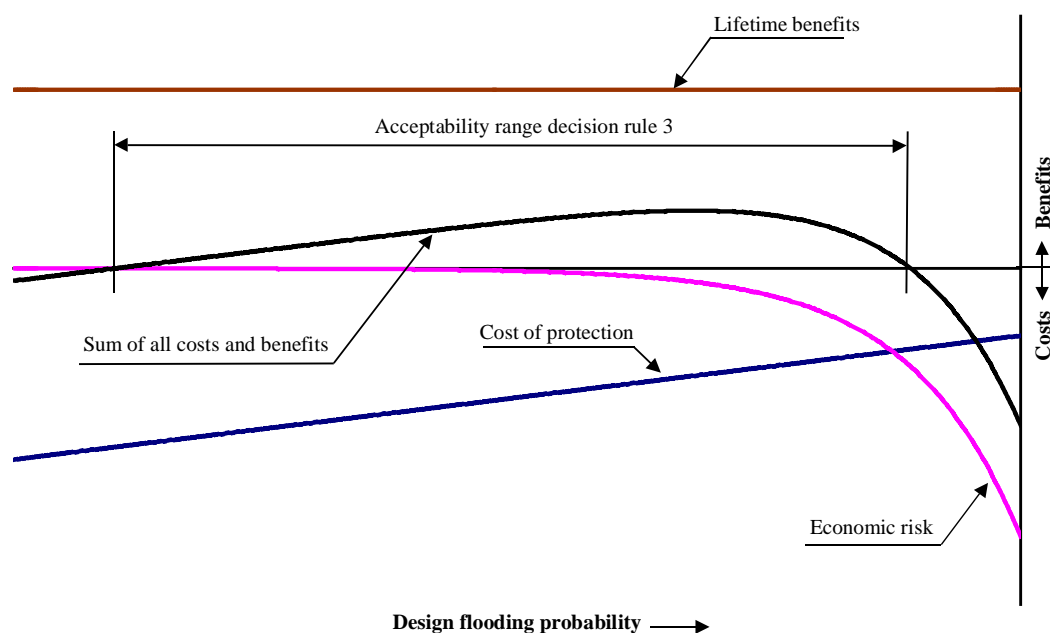 Lifetime benefits
Acceptability range decision rule 3
Costs Benefits
Sum of all costs and benefits
Cost of protection
Economic risk
Design flooding probability